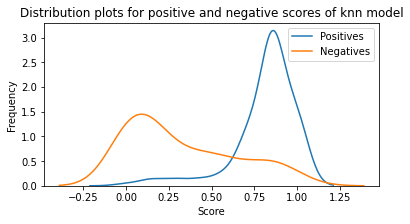 Distribution plots for positive and negative scores of knn model
Positives
Negatives
Frequency
3.0
2.5
2.0
1.5
1.0
0.5
0.0
−0.25 0.00 0.25 0.50 0.75 1.00 1.25
Score